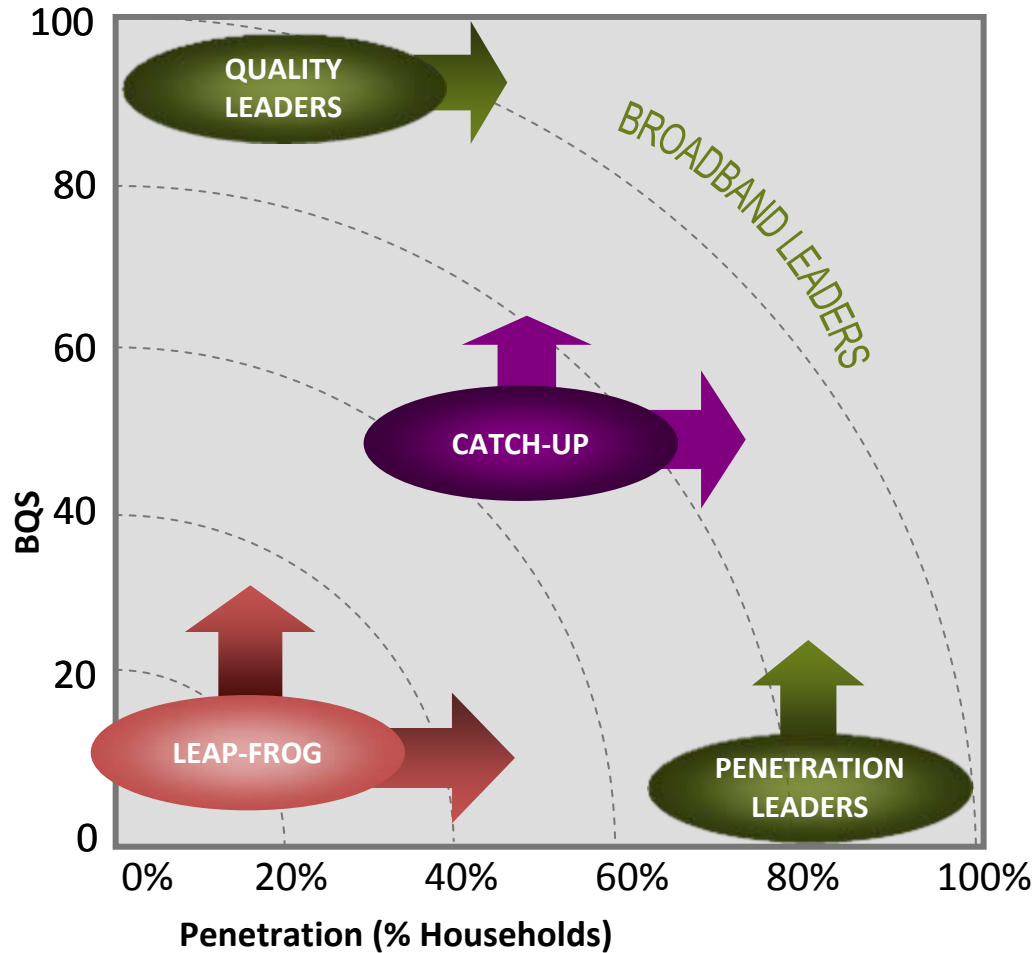 100
QUALITY
LEADERS
BROADBAND LEADERS
80
60
CATCH-UP
40
BQS
20
LEAP-FROG
PENETRATION
LEADERS
0
0% 20% 40% 60% 80% 100%
Penetration (% Households)